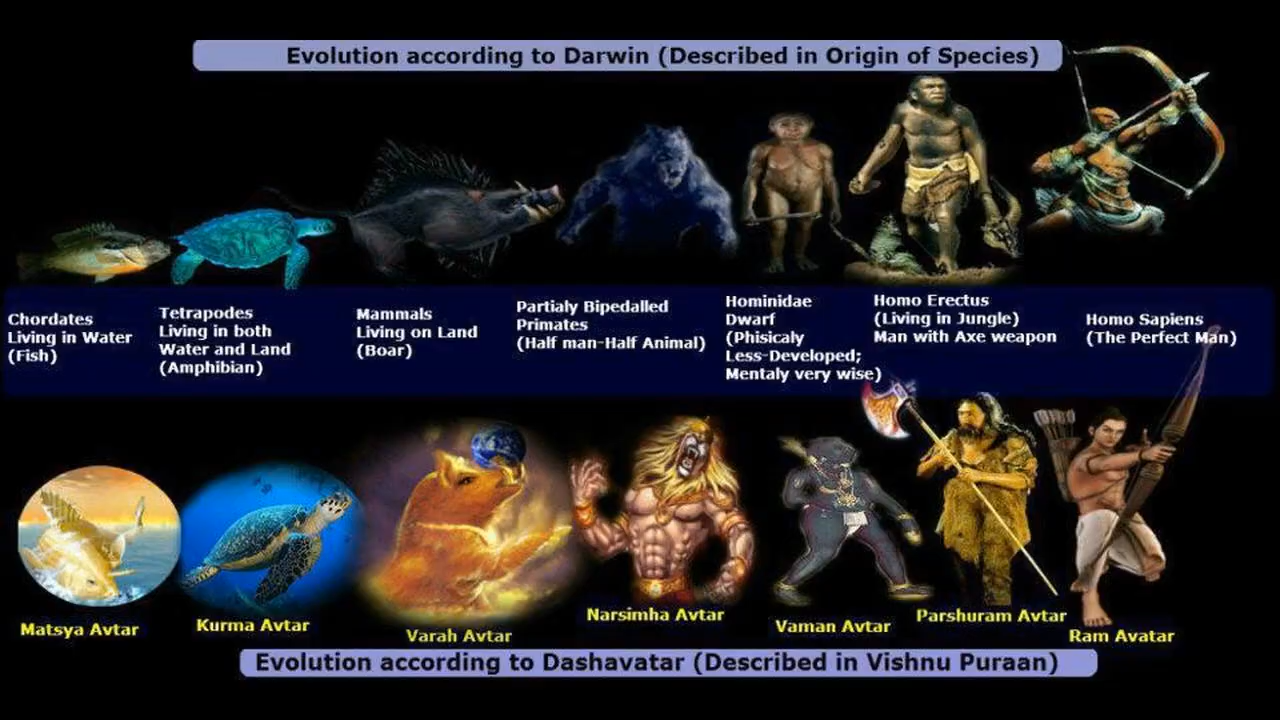 Evolution according to Darwin (Described in Origin of Species)
Chordates
Living in Water
(Fish)
Tetrapodes
Living in both
Water and Land
(Amphibian)
Mammals
Living on Land
(Boar)
Partialy Bipedalled
Primates
(Half man-Half Animal)
Hominidae
Dwarf
(Phisicaly
Less-Developed;
Mentaly very wise)
Homo Erectus
(Living in Jungle)
Man with Axe weapon
Homo Sapiens
(The Perfect Man)
Matsya Avtar
Kurma Avtar
Varah Avtar
Narsimha Avtar
Vaman Avtar
Parshuram Avtar
Ram Avatar
Evolution according to Dashavatar (Described in Vishnu Puraan)